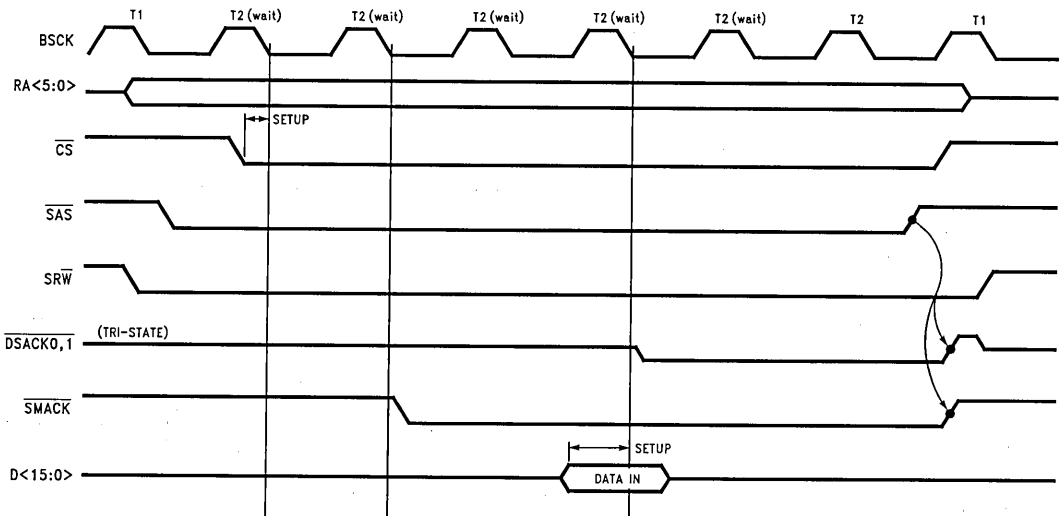 T1 T2 (wait) T2 (wait) T2 (wait) T2 (wait) T2 (wait) T2 T1
BSCK
RA<5:0>
SETUP
CS
SAS
SRW
(TRI-STATE)
DSACK0,1
SMACK
SETUP
D<15:0>
DATA IN